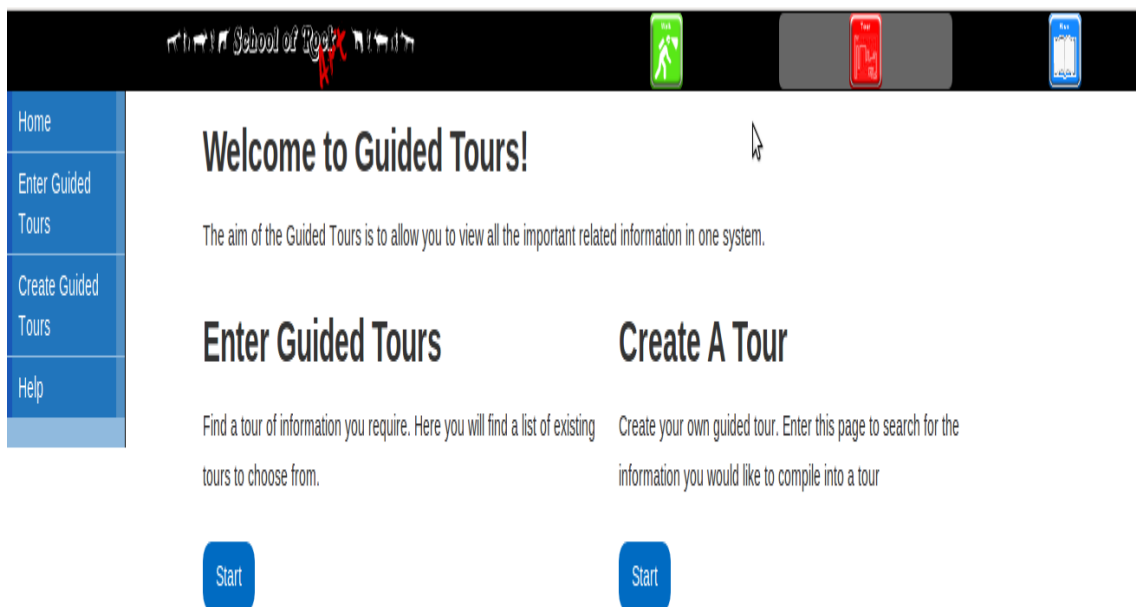 School of Rock
ART
Walk
Tour
Home
Welcome to Guided Tours!
Enter Guided
Tours
The aim of the Guided Tours is to allow you to view all the important related information in one system.
Create Guided
Tours
Help
Enter Guided Tours
Find a tour of information you require. Here you will find a list of existing
tours to choose from.
Start
Create A Tour
Create your own guided tour. Enter this page to search for the
information you would like to compile into a tour
Start